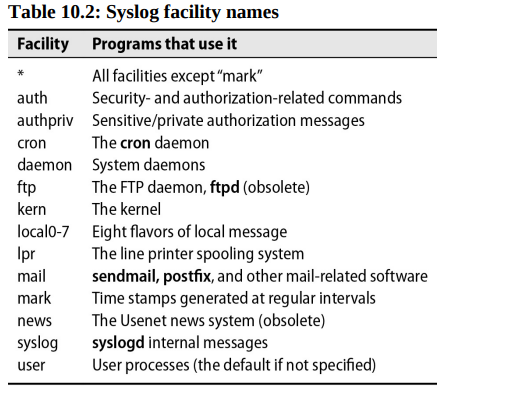 Table 10.2: Syslog facility names
Facility Programs that use it
* All facilities except “mark”
auth Security- and authorization-related commands
authpriv Sensitive/private authorization messages
cron The cron daemon
daemon System daemons
ftp The FTP daemon, ftpd (obsolete)
kern The kernel
local0-7 Eight flavors of local message
lpr The line printer spooling system
mail sendmail, postfix, and other mail-related software
mark Time stamps generated at regular intervals
news The Usenet news system (obsolete)
syslog syslogd internal messages
user User processes (the default if not specified)